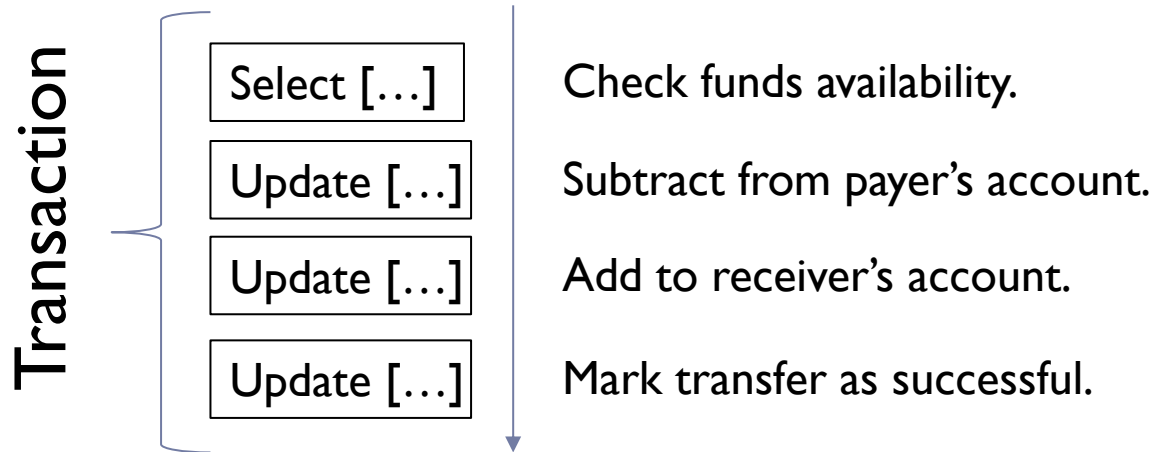 Transaction
Select […] Check funds availability.
Update […] Subtract from payer’s account.
Update […] Add to receiver’s account.
Update […] Mark transfer as successful.